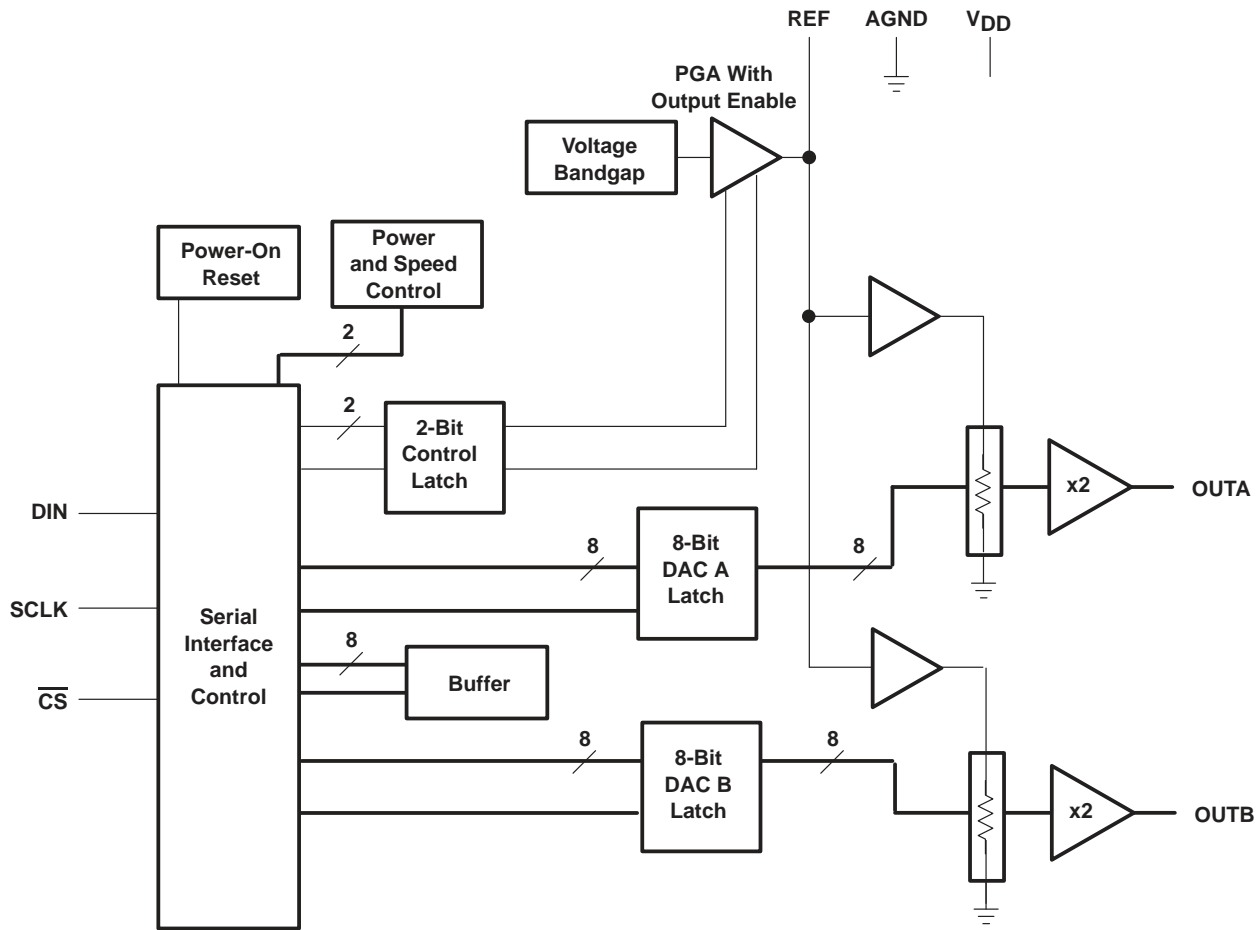 REF AGND VDD
PGA With
Output Enable
Voltage
Bandgap
Power-On
Reset
Power
and Speed
Control
2
2
2-Bit
Control
Latch
x2
OUTA
DIN
8
8-Bit
DAC A
Latch
8
SCLK
Serial
Interface
and
Control
8
Buffer
CS
8
8-Bit
DAC B
Latch
8
x2
OUTB